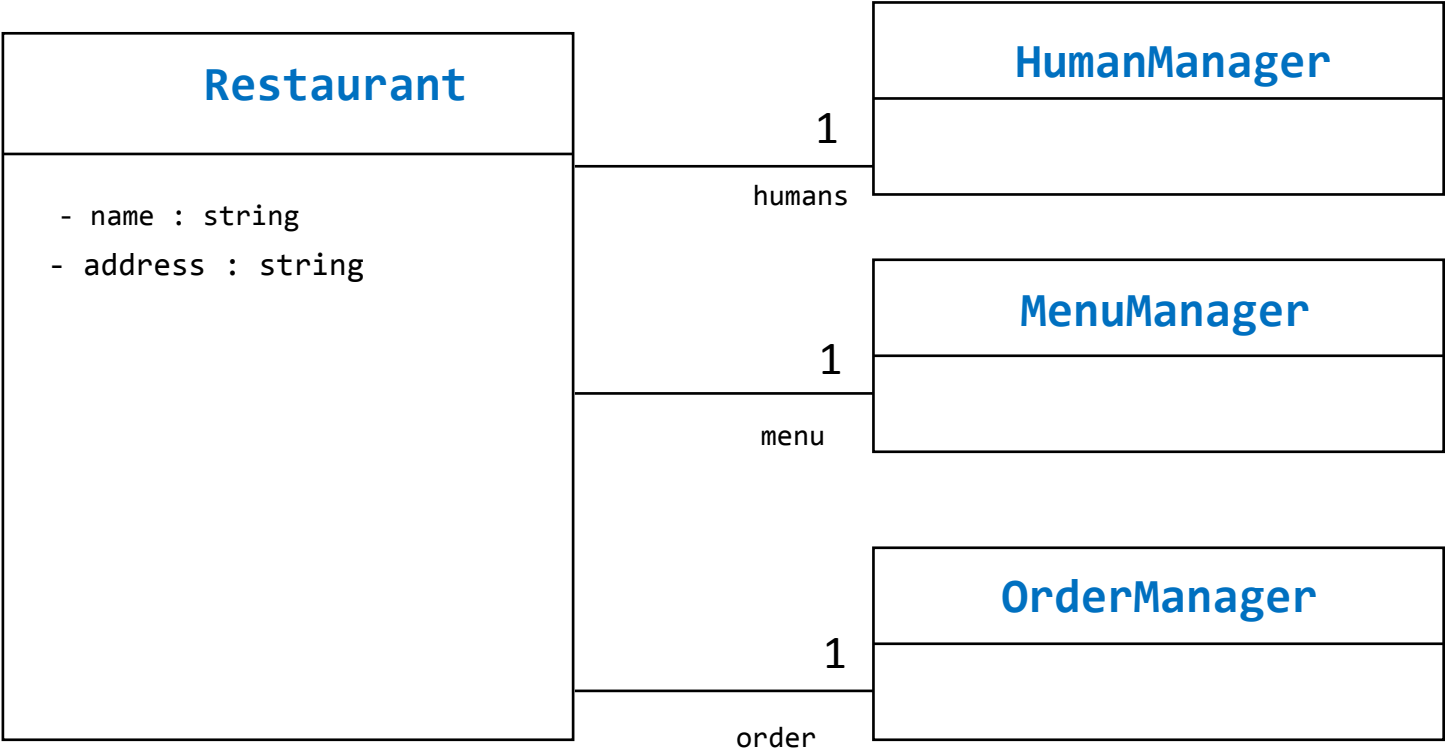 Restaurant
- name : string
- address : string
HumanManager
1
humans
MenuManager
1
menu
OrderManager
1
order